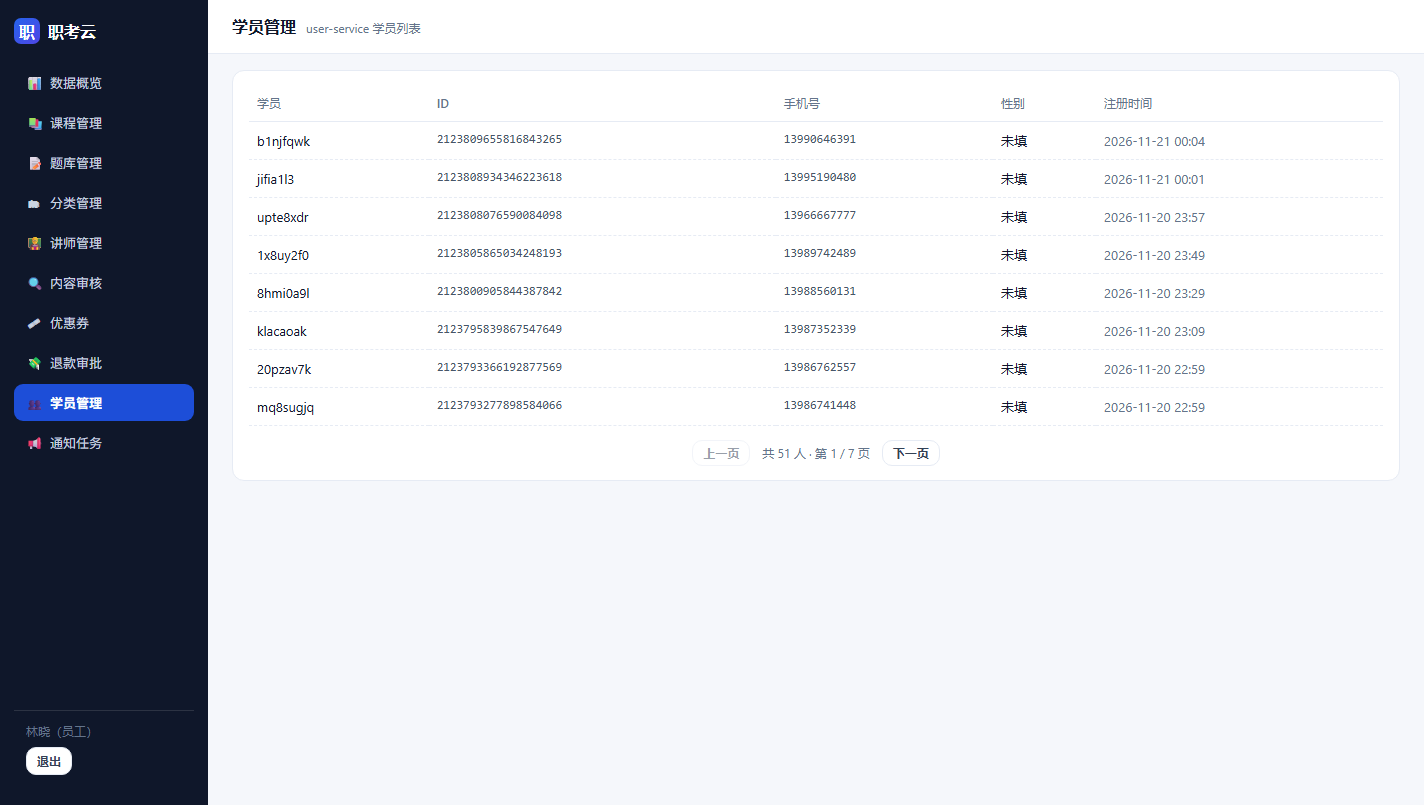 职 职考云
数据概览
课程管理
题库管理
分类管理
讲师管理
内容审核
优惠券
退款审批
学员管理
通知任务
林晓（员工）
退出
学员管理 user-service 学员列表
学员 ID 手机号 性别 注册时间
b1njfqwk 2123809655816843265 13990646391 未填 2026-11-21 00:04
jifia1l3 2123808934346223618 13995190480 未填 2026-11-21 00:01
upte8xdr 2123808076590084098 13966667777 未填 2026-11-20 23:57
1x8uy2f0 2123805865034248193 13989742489 未填 2026-11-20 23:49
8hmi0a9l 2123800905844387842 13988560131 未填 2026-11-20 23:29
klacaoak 2123795839867547649 13987352339 未填 2026-11-20 23:09
20pzav7k 2123793366192877569 13986762557 未填 2026-11-20 22:59
mq8sugjq 2123793277898584066 13986741448 未填 2026-11-20 22:59
上一页 共 51 人 · 第 1 / 7 页 下一页